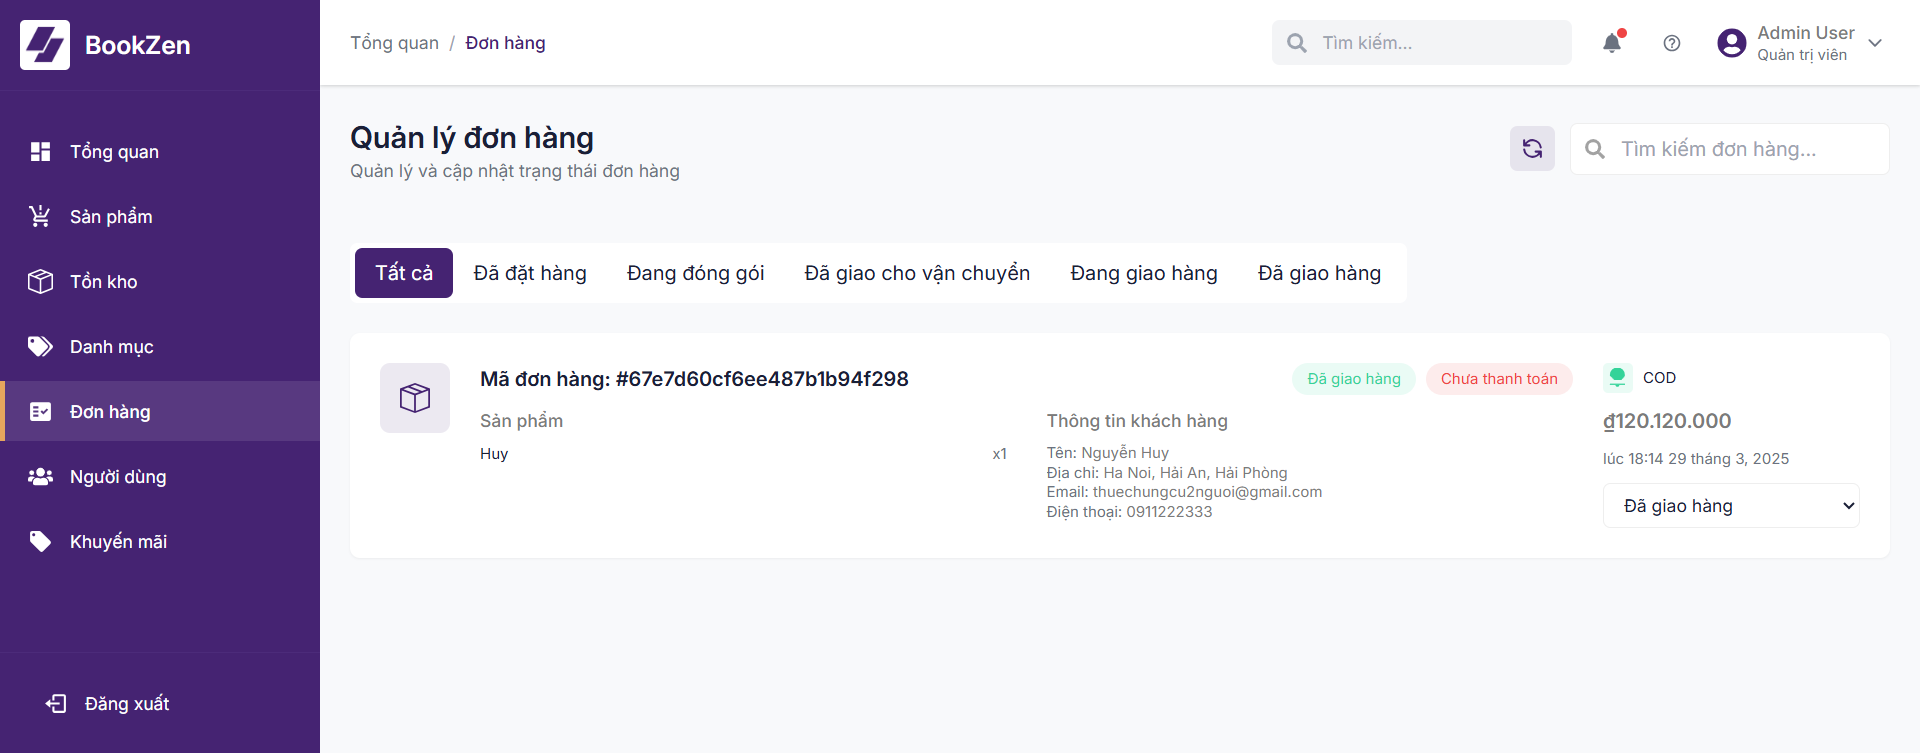 BookZen
Tổng quan
Sản phẩm
Tồn kho
Danh mục
Đơn hàng
Người dùng
Khuyến mãi
Đăng xuất
Tổng quan / Đơn hàng
Tìm kiếm...
Admin User
Quản trị viên
Quản lý đơn hàng
Quản lý và cập nhật trạng thái đơn hàng
Tìm kiếm đơn hàng...
Tất cả Đã đặt hàng Đang đóng gói Đã giao cho vận chuyển Đang giao hàng Đã giao hàng
Mã đơn hàng: #67e7d60cf6ee487b1b94f298
Sản phẩm
Huy x1
Đã giao hàng Chưa thanh toán
Thông tin khách hàng
Tên: Nguyễn Huy
Địa chỉ: Ha Noi, Hải An, Hải Phòng
Email: thuechungcu2nguoi@gmail.com
Điện thoại: 0911222333
COD
₫120.120.000
lúc 18:14 29 tháng 3, 2025
Đã giao hàng